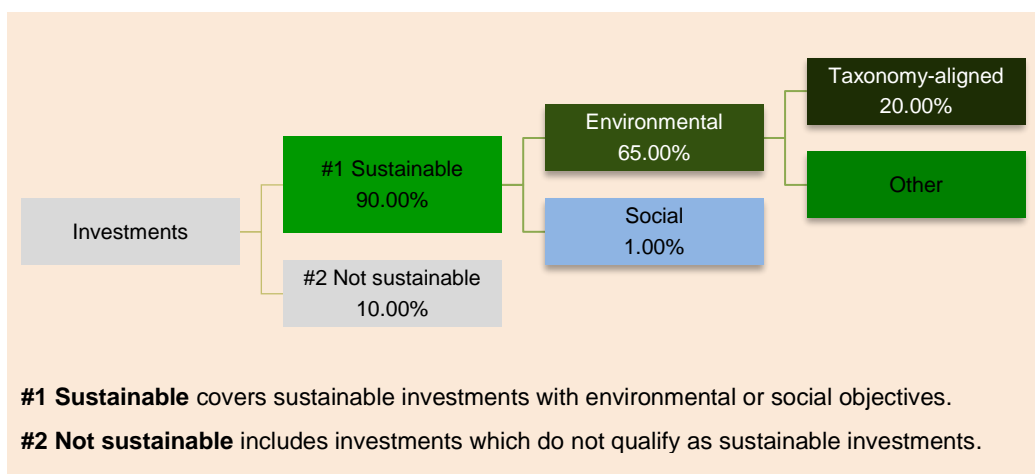 Investments
#1 Sustainable
90.00%
#2 Not sustainable
10.00%
Environmental
65.00%
Social
1.00%
Taxonomy-aligned
20.00%
Other
#1 Sustainable covers sustainable investments with environmental or social objectives.
#2 Not sustainable includes investments which do not qualify as sustainable investments.